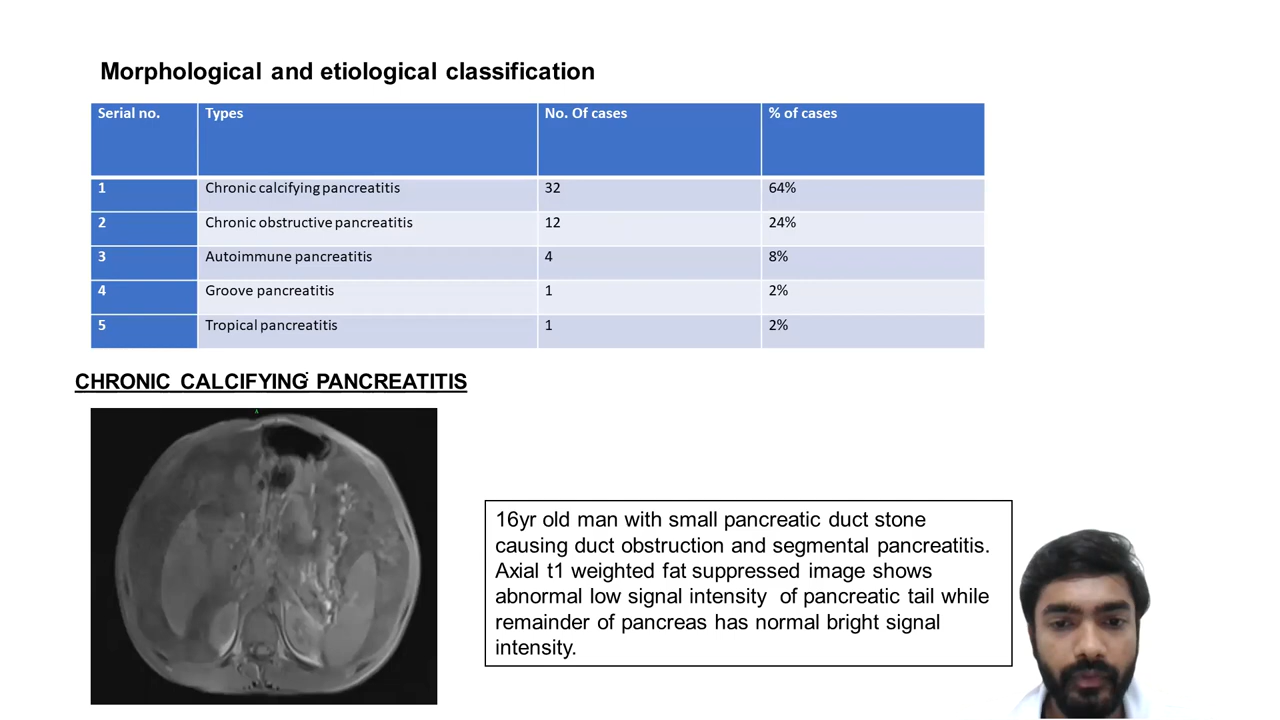 Morphological and etiological classification
Serial no. Types No. Of cases % of cases
1 Chronic calcifying pancreatitis 32 64%
2 Chronic obstructive pancreatitis 12 24%
3 Autoimmune pancreatitis 4 8%
4 Groove pancreatitis 1 2%
5 Tropical pancreatitis 1 2%
CHRONIC CALCIFYING PANCREATITIS
A
16yr old man with small pancreatic duct stone
causing duct obstruction and segmental pancreatitis.
Axial t1 weighted fat suppressed image shows
abnormal low signal intensity of pancreatic tail while
remainder of pancreas has normal bright signal
intensity.